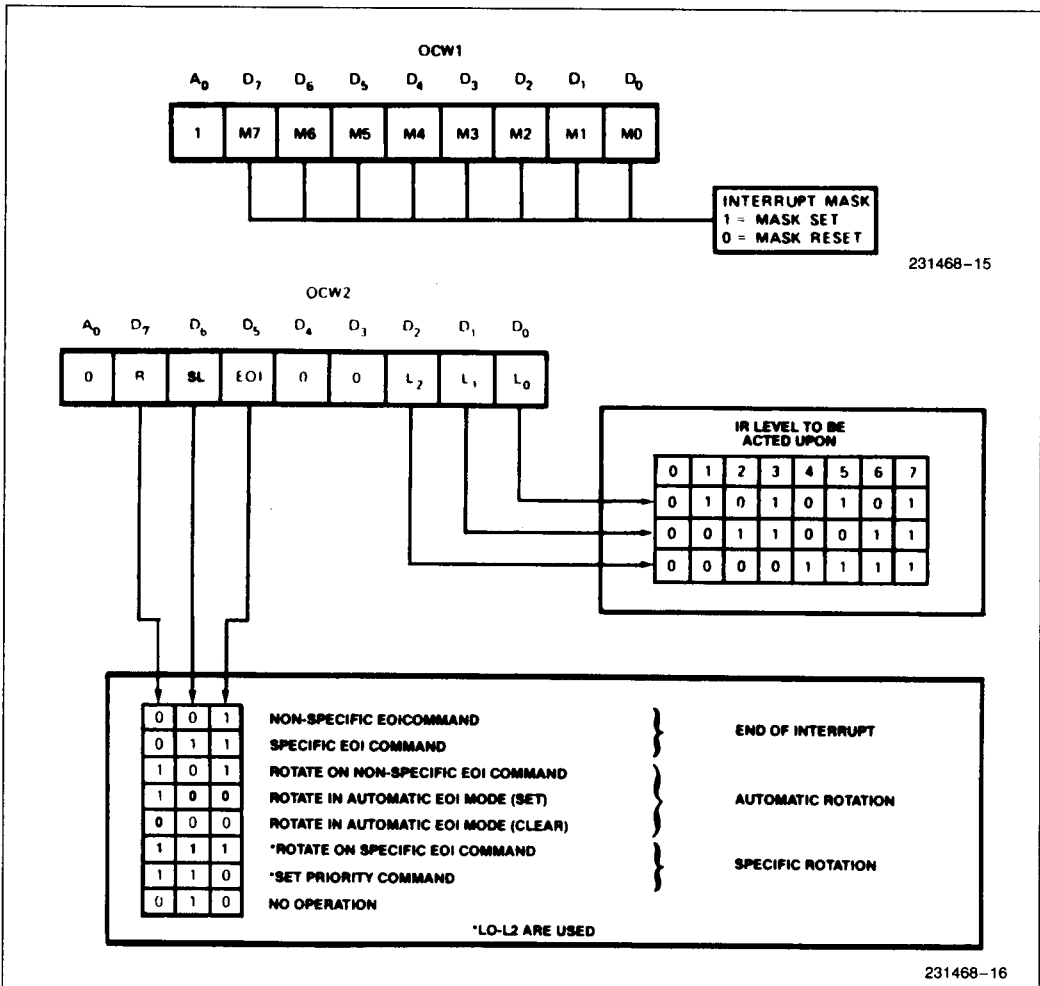 OCW1
A0 D7 D6 D5 D4 D3 D2 D1 D0
1 M7 M6 M5 M4 M3 M2 M1 M0
INTERRUPT MASK
1 = MASK SET
0 = MASK RESET
231468-15
OCW2
A0 D7 D6 D5 D4 D3 D2 D1 D0
0 R SL EOI 0 0 L2 L1 L0
IR LEVEL TO BE
ACTED UPON
0 1 2 3 4 5 6 7
0 1 0 1 0 1 0 1
0 0 1 1 0 0 1 1
0 0 0 0 1 1 1 1
0 0 1 NON-SPECIFIC EOICOMMAND
0 1 1 SPECIFIC EOI COMMAND
END OF INTERRUPT
1 0 1 ROTATE ON NON-SPECIFIC EOI COMMAND
1 0 0 ROTATE IN AUTOMATIC EOI MODE (SET)
0 0 0 ROTATE IN AUTOMATIC EOI MODE (CLEAR)
AUTOMATIC ROTATION
1 1 1 *ROTATE ON SPECIFIC EOI COMMAND
1 1 0 *SET PRIORITY COMMAND
SPECIFIC ROTATION
0 1 0 NO OPERATION
*LO-L2 ARE USED
231468-16